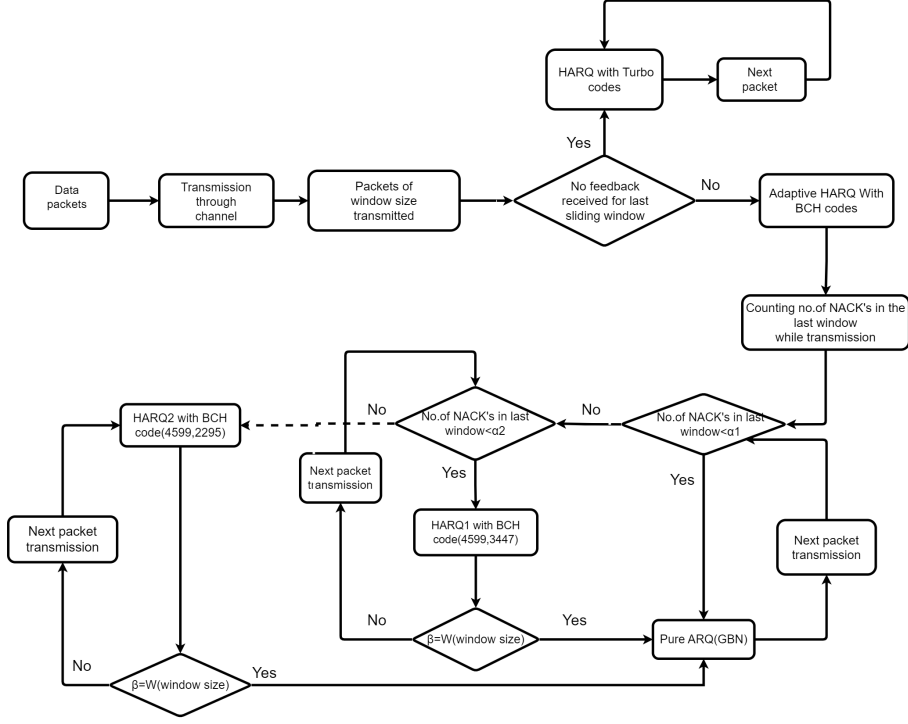 HARQ with Turbo
codes
Next
packet
Yes
Data
packets
Transmission
through
channel
Packets of
window size
transmitted
No feedback
received for last
sliding window
No
Adaptive HARQ With
BCH codes
Counting no.of NACK's in the
last window
while transmission
HARQ2 with BCH
code(4599,2295)
No
No.of NACK's in last
window<α2
No
No.of NACK's in last
window<α1
Next packet
transmission
Yes
Yes
HARQ1 with BCH
code(4599,3447)
Next packet
transmission
Next packet
transmission
No
β=W(window size)
Yes
Pure ARQ(GBN)
No
β=W(window size)
Yes